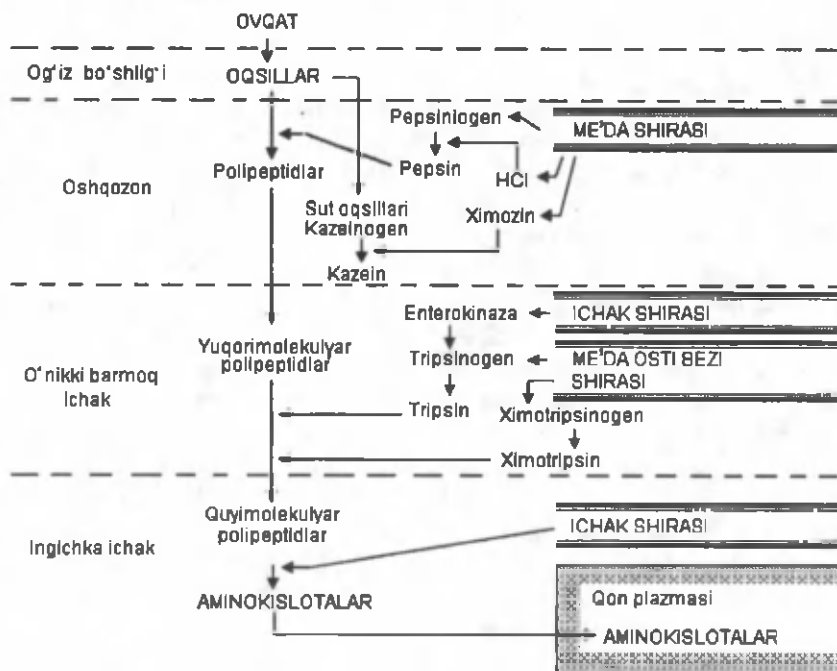 OVQAT
Og'iz bo'shlig'i
OQSILLAR
Pepsiniogen
ME'DA SHIRASI
Oshqozon
Polipeptidlar
Pepsin
HCl
Sut oqsillari
Kazeinogen
Ximozin
Kazein
Enterokinaza
ICHAK SHIRASI
O'nikki barmoq
ichak
Yuqorimolekulyar
polipeptidlar
Tripsinogen
ME'DA OSTI BEZI
SHIRASI
Tripsin
Ximotripsinogen
Ximotripsin
Ingichka ichak
Quyimolekulyar
polipeptidlar
ICHAK SHIRASI
AMINOKISLOTALAR
Qon plazmasi
AMINOKISLOTALAR